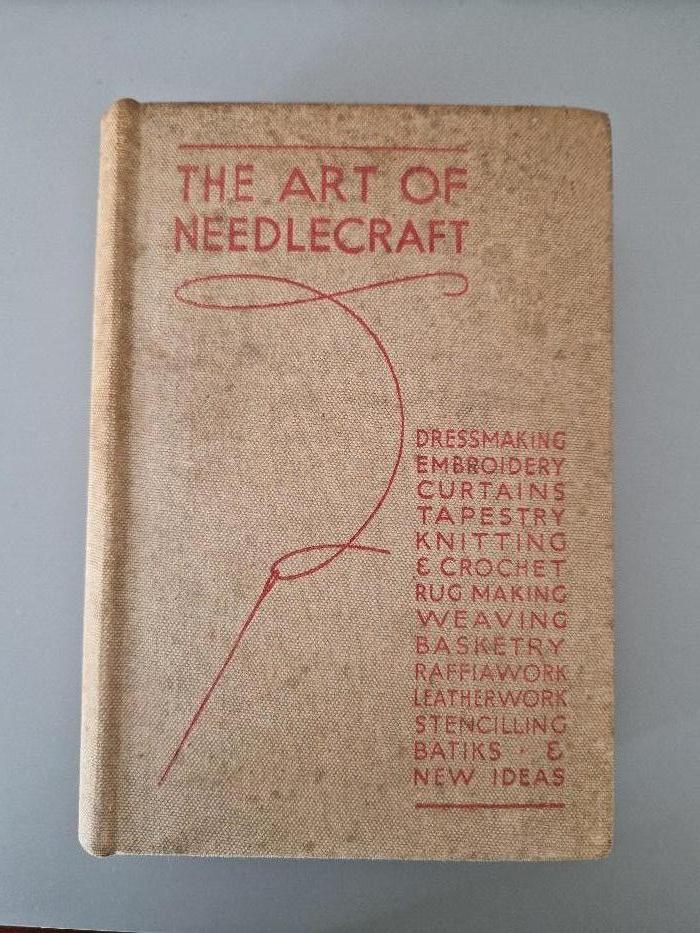 THE ART OF
NEEDLECRAFT
DRESSMAKING
EMBROIDERY
CURTAINS
TAPESTRY
KNITTING
& CROCHET
RUG MAKING
WEAVING
BASKETRY
RAFFIAWORK
LEATHERWORK
STENCILLING
BATIKS · &
NEW IDEAS